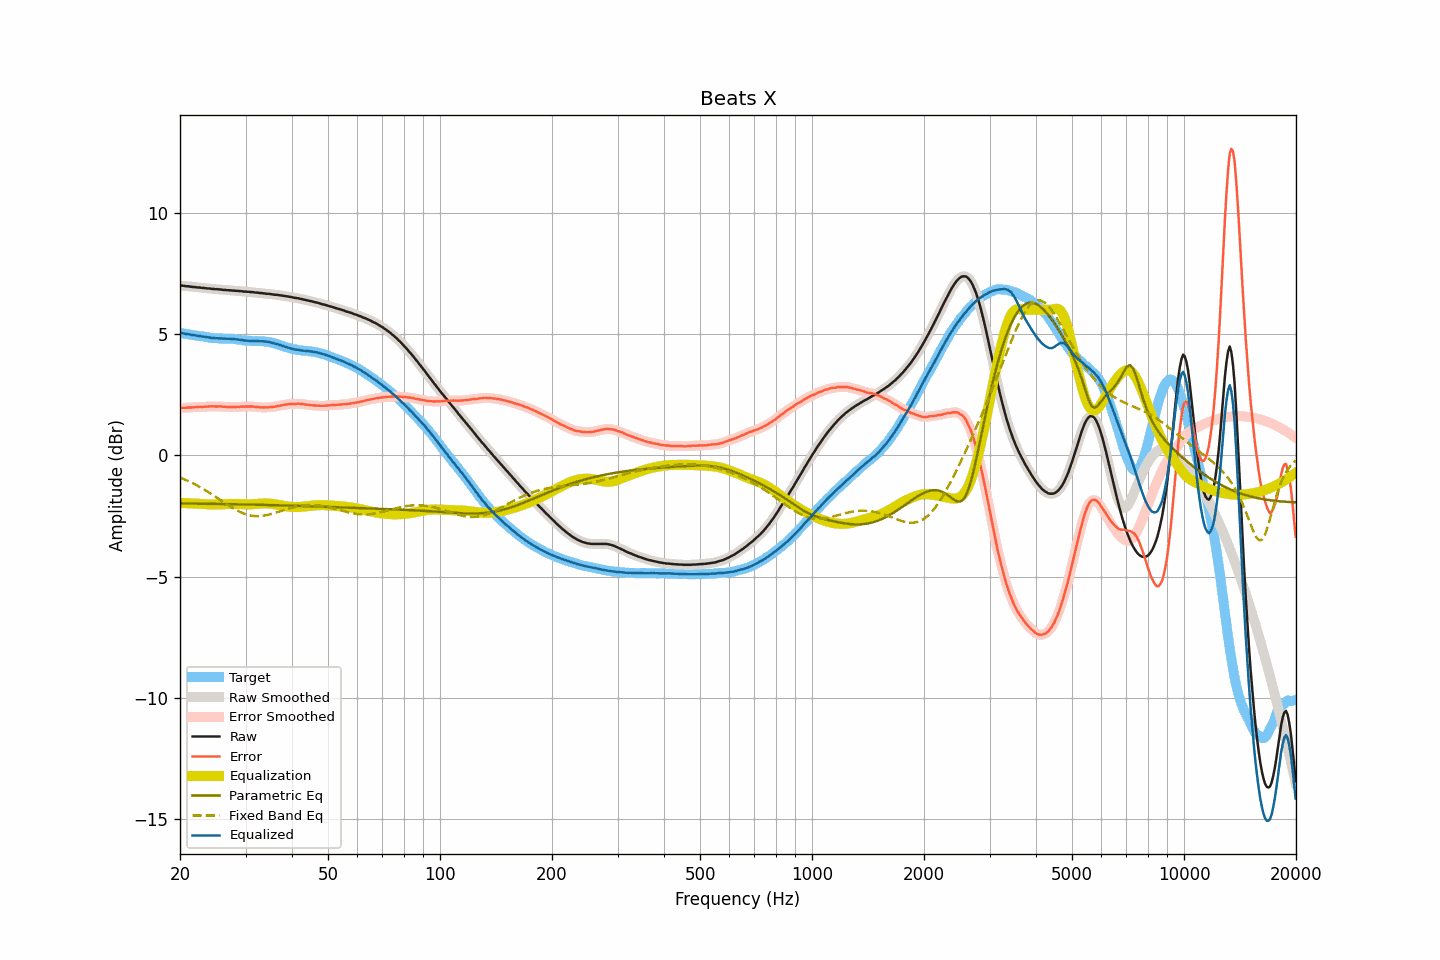 Beats X
Amplitude (dBr)
10
5
0
−5
−10
−15
Target
Raw Smoothed
Error Smoothed
Raw
Error
Equalization
Parametric Eq
Fixed Band Eq
Equalized
20 50 100 200 500 1000 2000 5000 10000 20000
Frequency (Hz)